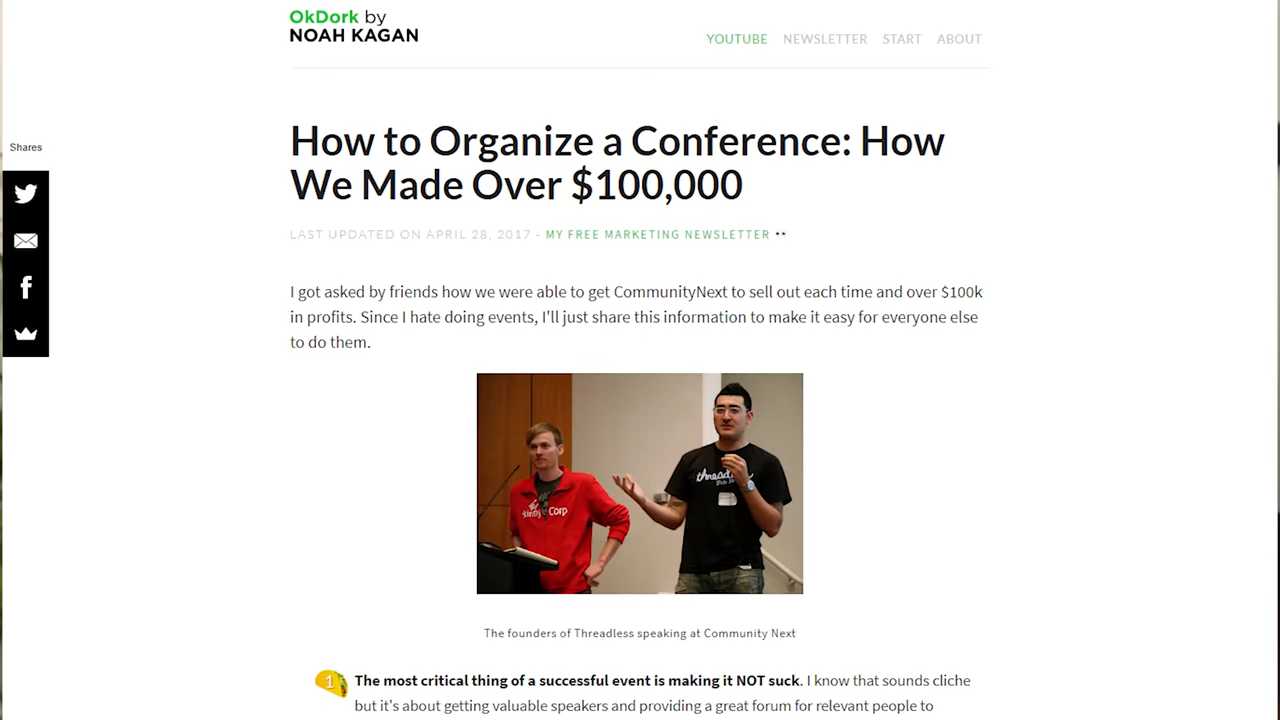 OkDork by
NOAH KAGAN
YOUTUBE NEWSLETTER START ABOUT
Shares
How to Organize a Conference: How
We Made Over $100,000
LAST UPDATED ON APRIL 28, 2017 - MY FREE MARKETING NEWSLETTER
I got asked by friends how we were able to get CommunityNext to sell out each time and over $100k
in profits. Since I hate doing events, I'll just share this information to make it easy for everyone else
to do them.
Corp
The founders of Threadless speaking at Community Next
1 The most critical thing of a successful event is making it NOT suck. I know that sounds cliche
but it's about getting valuable speakers and providing a great forum for relevant people to